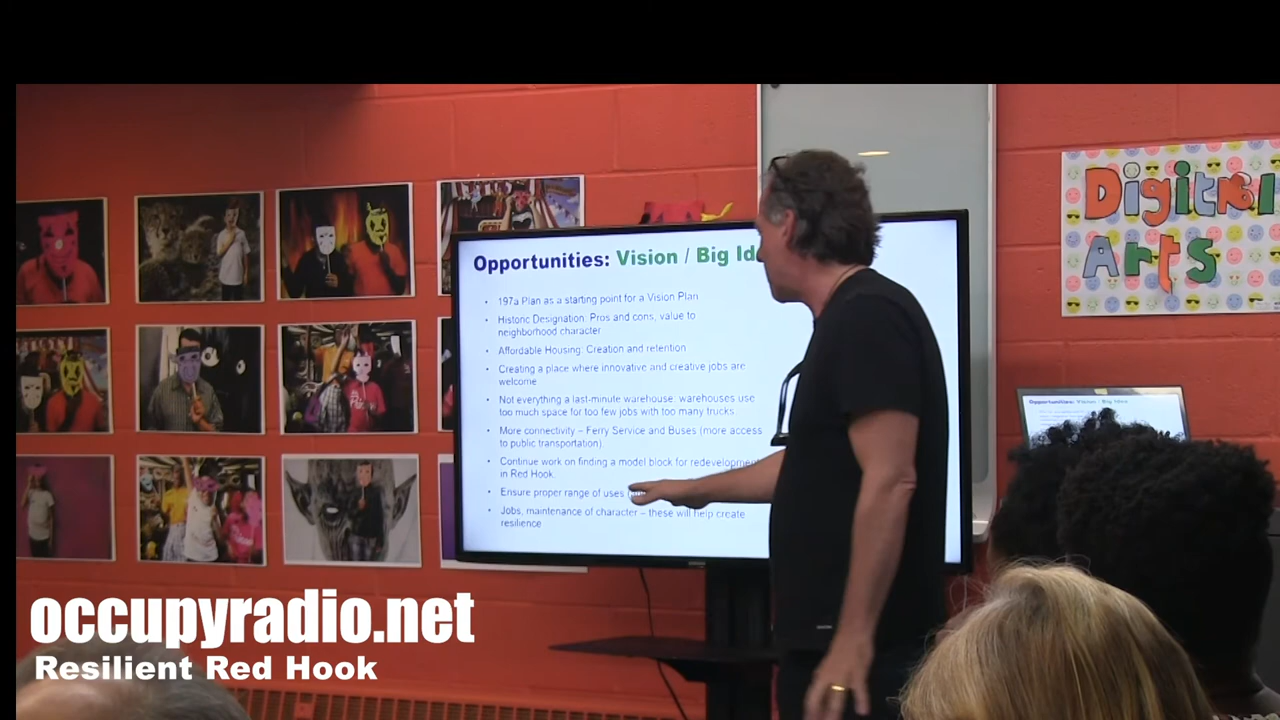 Opportunities: Vision / Big
197a Plan as a starting point for a Vision Plan
Historic Designation: Pros and cons, value to
neighborhood character
Affordable Housing: Creation and retention
Creating a place where innovative and creative jobs are
welcome
Not everything a last-minute warehouse: warehouses use
too much space for too few jobs with too many trucks.
More connectivity – Ferry Service and Buses (more access
to public transportation)
Continue work on finding a model block for redevelopment
in Red Hook.
Ensure proper range of uses
Jobs, maintenance of character – these will help create
resilience
Digital
Arts
Opportunities: Vision / Big Idea
occupyradio.net
Resilient Red Hook